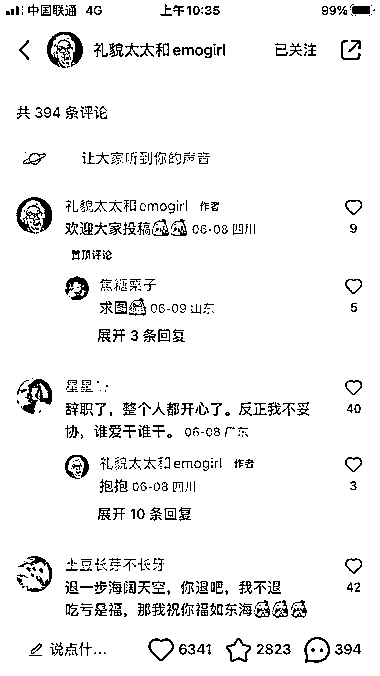 中国联通 4G 上午10:35 99%
礼貌太太和emogirl 已关注
共 394 条评论
让大家听到你的声音
礼貌太太和emogirl 作者
欢迎大家投稿 06-08 四川
9
置顶评论
焦糖栗子
求图 06-09 山东
5
展开 3 条回复
星星
辞职了，整个人都开心了。反正我不妥
协，谁爱干谁干。 06-08 广东
40
礼貌太太和emogirl 作者
抱抱 06-08 四川
3
展开 10 条回复
土豆长芽不长牙
退一步海阔天空，你退吧，我不退
吃亏是福，那我祝你福如东海
42
说点什... 6341 2823 394